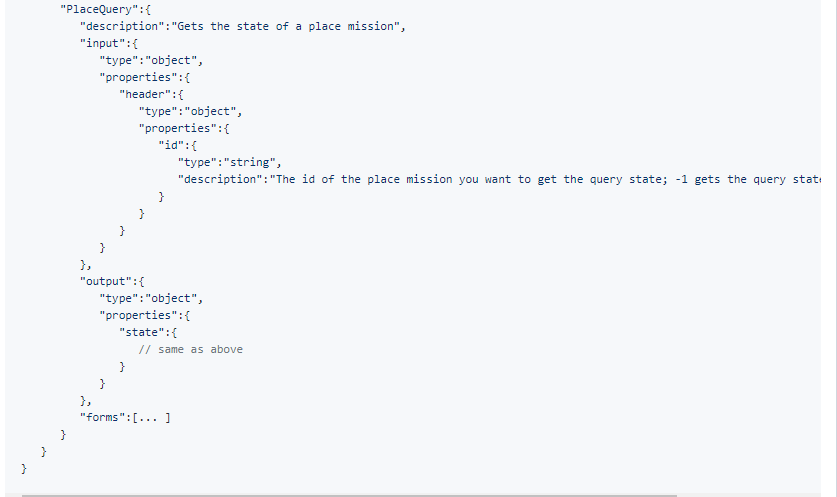 "PlaceQuery":{
"description":"Gets the state of a place mission",
"input":{
"type":"object",
"properties":{
"header":{
"type":"object",
"properties":{
"id":{
"type":"string",
"description":"The id of the place mission you want to get the query state; -1 gets the query stat
}
}
}
}
},
"output":{
"type":"object",
"properties":{
"state":{
// same as above
}
}
},
"forms":[... ]
}
}
}